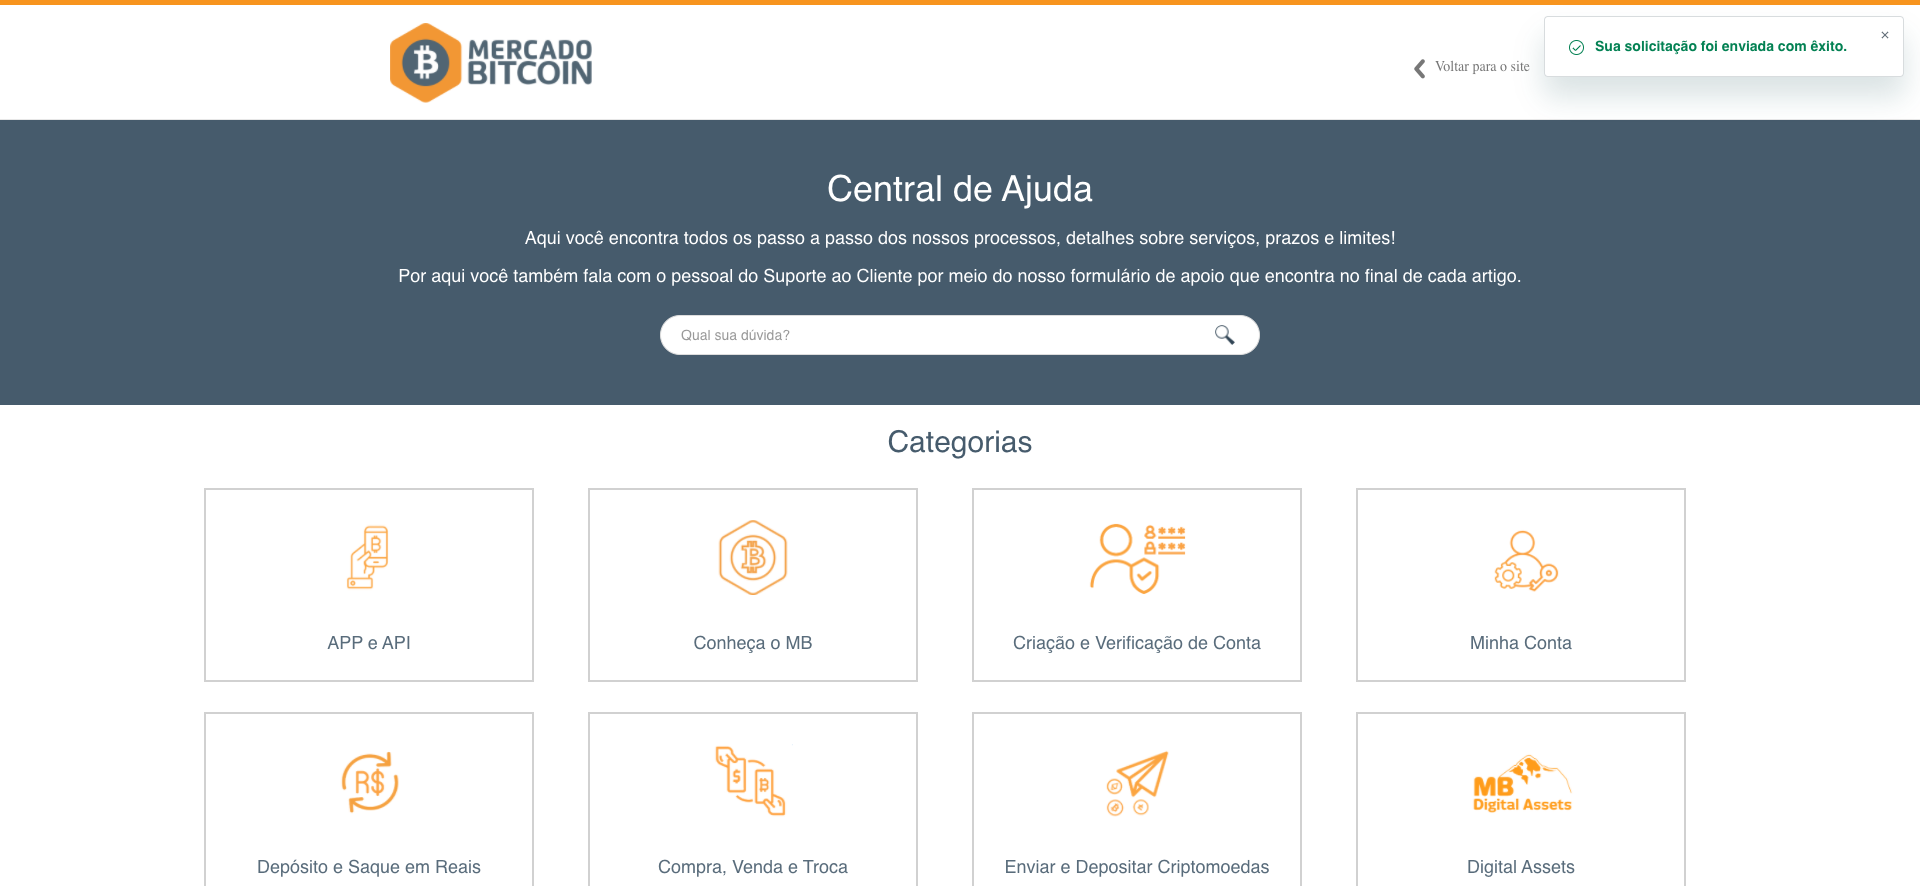 MERCADO
BITCOIN
Voltar para o site
Sua solicitação foi enviada com êxito.
Central de Ajuda
Aqui você encontra todos os passo a passo dos nossos processos, detalhes sobre serviços, prazos e limites!
Por aqui você também fala com o pessoal do Suporte ao Cliente por meio do nosso formulário de apoio que encontra no final de cada artigo.
Qual sua dúvida?
Categorias
APP e API
Conheça o MB
Criação e Verificação de Conta
Minha Conta
R$
MB
Digital Assets
Depósito e Saque em Reais
Compra, Venda e Troca
Enviar e Depositar Criptomoedas
Digital Assets